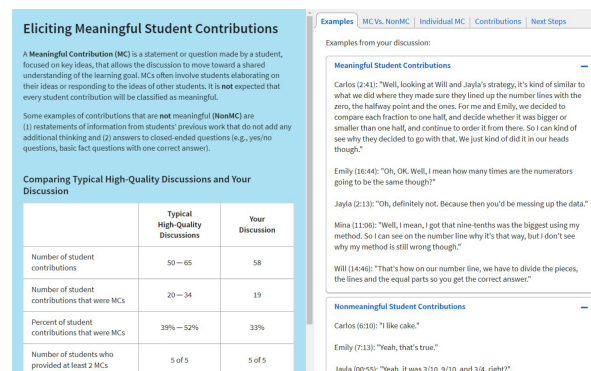 Eliciting Meaningful Student Contributions
A Meaningful Contribution (MC) is a statement or question made by a student,
focused on key ideas, that allows the discussion to move toward a shared
understanding of the learning goal. MCs often involve students elaborating on
their ideas or responding to the ideas of other students. It is not expected that
every student contribution will be classified as meaningful.
Some examples of contributions that are not meaningful (NonMC) are
(1) restatements of information from students' previous work that do not add any
additional thinking and (2) answers to closed-ended questions (e.g., yes/no
questions, basic fact questions with one correct answer).
Comparing Typical High-Quality Discussions and Your
Discussion
Typical
High-Quality
Discussions
Your
Discussion
Number of student
contributions
50 — 65
58
Number of student
contributions that were MCs
20 — 34
19
Percent of student
contributions that were MCs
39% — 52%
33%
Number of students who
provided at least 2 MCs
5 of 5
5 of 5
Examples
MC Vs. NonMC
Individual MC
Contributions
Next Steps
Examples from your discussion:
Meaningful Student Contributions
Carlos (2:41): "Well, looking at Will and Jayla's strategy, it's kind of similar to
what we did where they made sure they lined up the number lines with the
zero, the halfway point and the ones. For me and Emily, we decided to
compare each fraction to one half, and decide whether it was bigger or
smaller than one half, and continue to order it from there. So I can kind of
see why they decided to go with that. We just kind of did it in our heads
though."
Emily (16:44): "Oh, OK. Well, I mean how many times are the numerators
going to be the same though?"
Jayla (2:13): "Oh, definitely not. Because then you'd be messing up the data."
Mina (11:06): "Well, I mean, I got that nine-tenths was the biggest using my
method. So I can see on the number line why it's that way, but I don't see
why my method is still wrong though."
Will (14:46): "That's how on our number line, we have to divide the pieces,
the lines and the equal parts so you get the correct answer."
Nonmeaningful Student Contributions
Carlos (6:10): "I like cake."
Emily (7:13): "Yeah, that's true."
Jayla (00:55): "Yeah, it was 3/10, 9/10, and 3/4, right?"